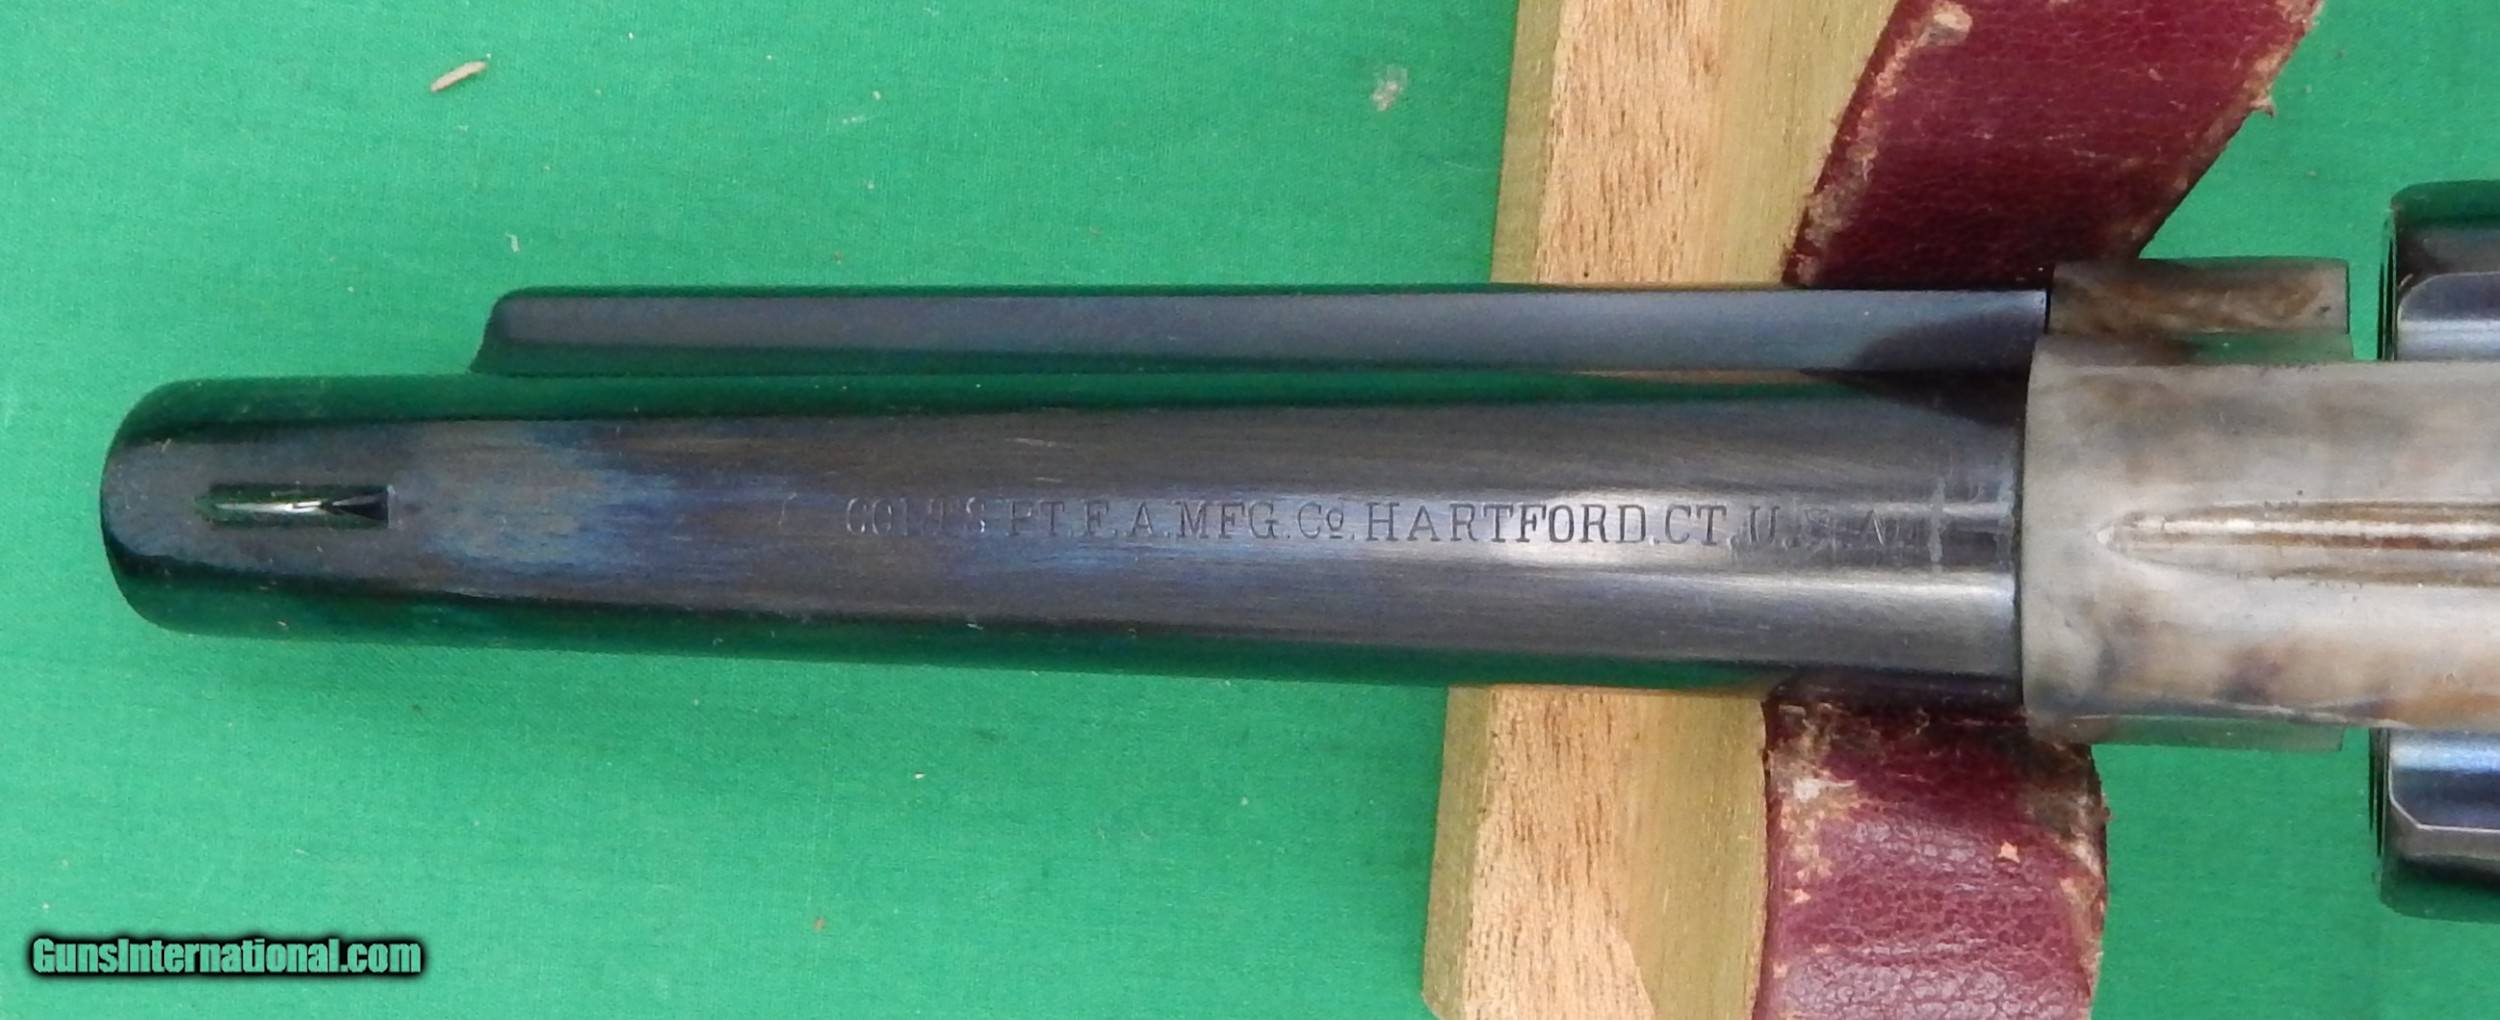 COLT'S PT. F. A. MFG. Co. HARTFORD. CT. U. S. A.
GunsInternational.com